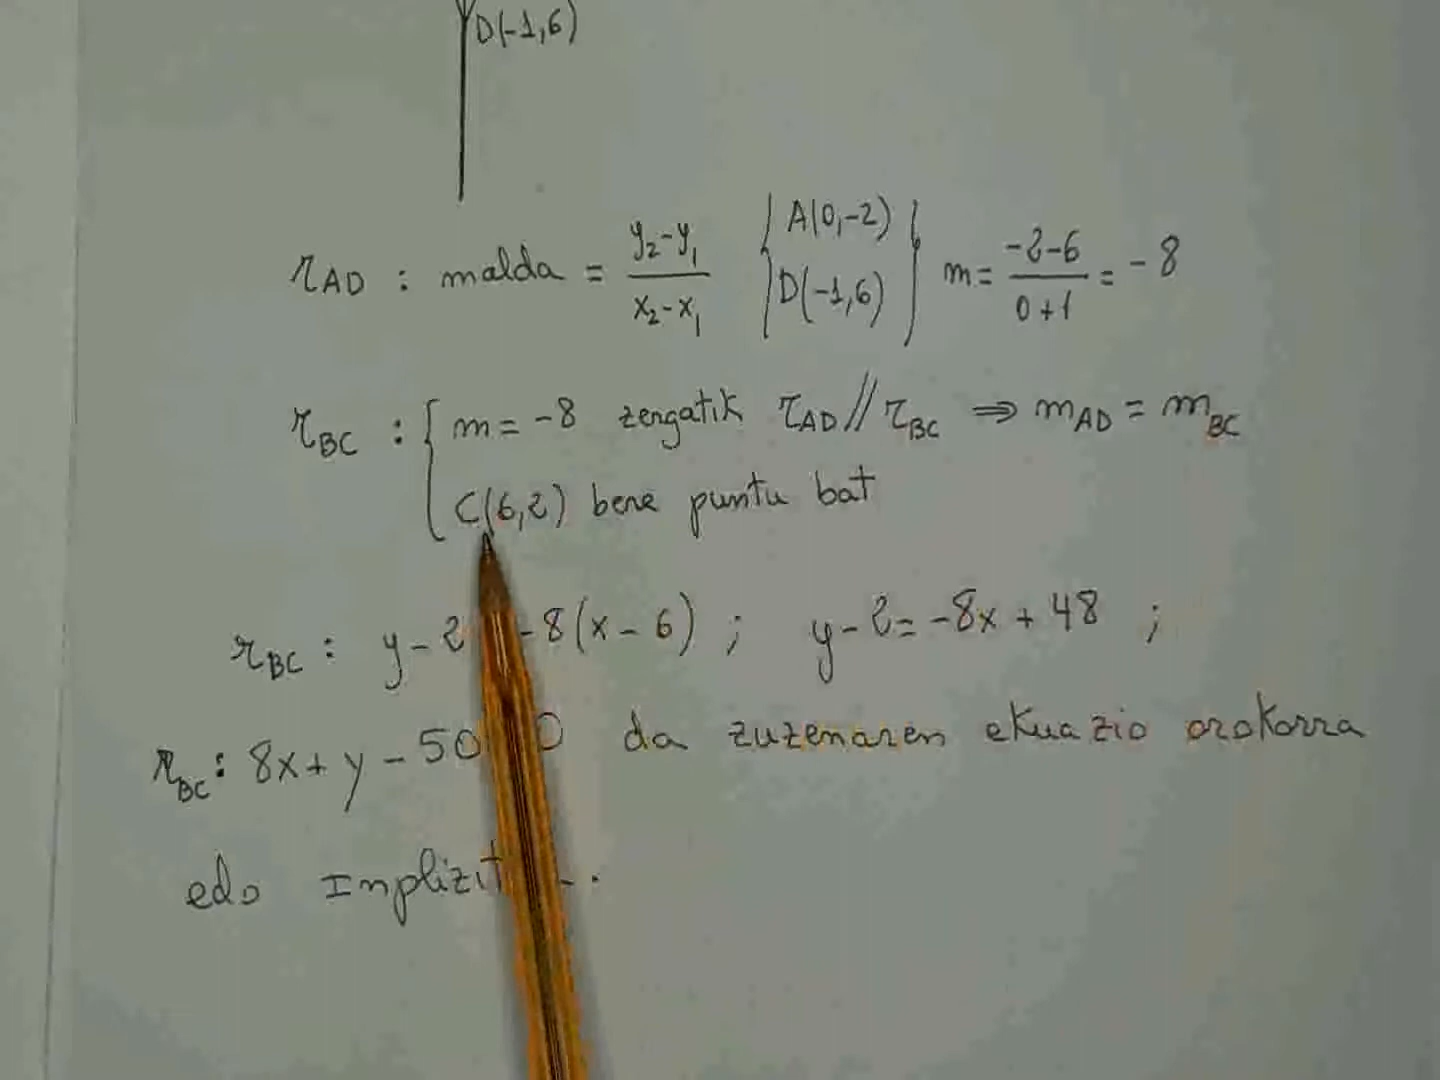 D(-1,6)
r_AD : malda = (y₂-y₁)/(x₂-x₁) { A(0,-2) D(-1,6) } m = (-2-6)/(0+1) = -8
r_BC : { m = -8 zergatik r_AD // r_BC ⇒ m_AD = m_BC
C(6,2) bere puntu bat
r_BC : y-2 -8(x-6) ; y-2 = -8x+48 ;
r_BC : 8x+y-50 0 da zuzenaren ekuazio orokorra
edo